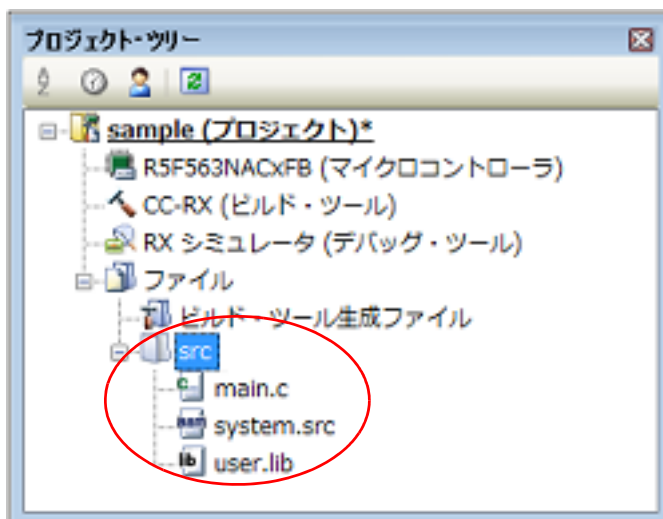 プロジェクト・ツリー
sample (プロジェクト)*
R5F563NACxFB (マイクロコントローラ)
CC-RX (ビルド・ツール)
RX シミュレータ (デバッグ・ツール)
ファイル
ビルド・ツール生成ファイル
src
main.c
system.src
user.lib